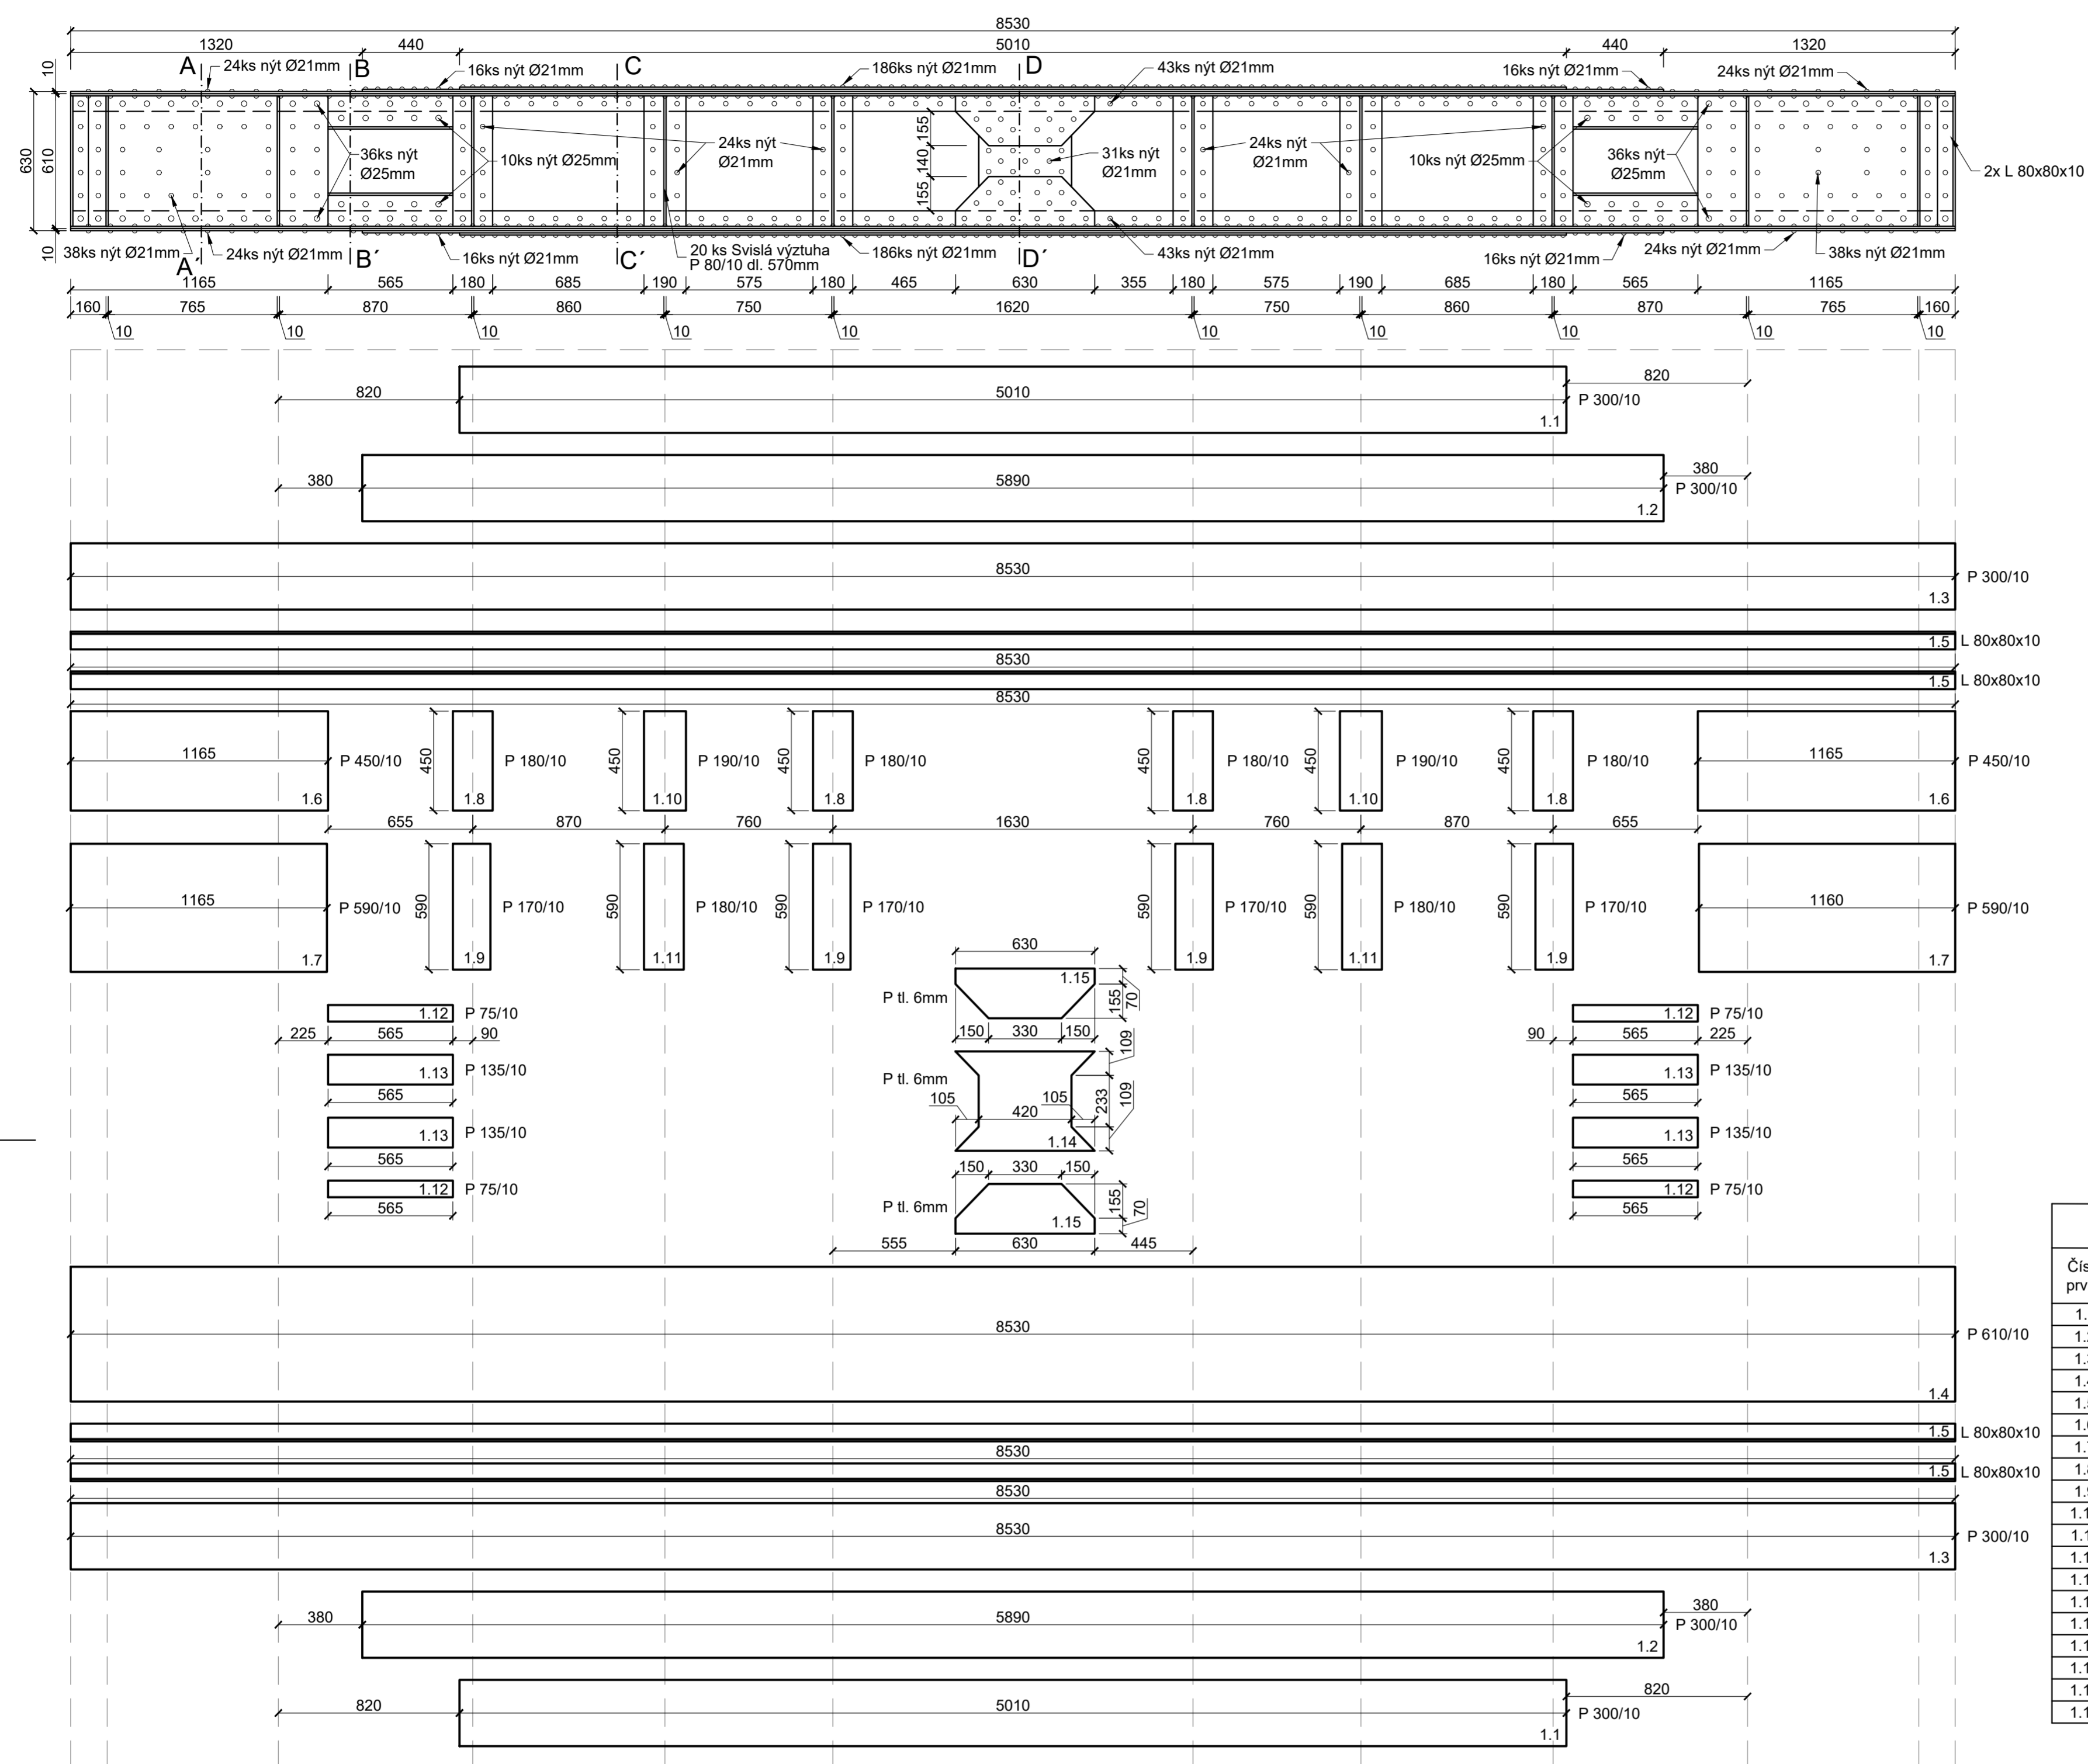 8530
1320 440 5010 440 1320
A B C D
24ks nýt Ø21mm 16ks nýt Ø21mm 186ks nýt Ø21mm 43ks nýt Ø21mm 16ks nýt Ø21mm 24ks nýt Ø21mm
10
630 610
10
155
140
155
36ks nýt
Ø25mm
10ks nýt Ø25mm
24ks nýt
Ø21mm
31ks nýt
Ø21mm
24ks nýt
Ø21mm
10ks nýt Ø25mm
36ks nýt
Ø25mm
2x L 80x80x10
38ks nýt Ø21mm 24ks nýt Ø21mm 16ks nýt Ø21mm
20 ks Svislá výztuha
P 80/10 dl. 570mm
186ks nýt Ø21mm 43ks nýt Ø21mm 16ks nýt Ø21mm 24ks nýt Ø21mm 38ks nýt Ø21mm
A´ B´ C´ D´
1165 565 180 685 190 575 180 465 630 355 180 575 190 685 180 565 1165
160 765 870 860 750 1620 750 860 870 765 160
10 10 10 10 10 10 10 10 10 10
820 5010 820
P 300/10
1.1
380 5890 380
P 300/10
1.2
8530 P 300/10
1.3
1.5 L 80x80x10
8530
1.5 L 80x80x10
8530
1165 P 450/10 450 P 180/10 450 P 190/10 450 P 180/10 450 P 180/10 450 P 190/10 450 P 180/10 1165 P 450/10
1.6 1.8 1.10 1.8 1.8 1.10 1.8 1.6
655 870 760 1630 760 870 655
1165 P 590/10 590 P 170/10 590 P 180/10 590 P 170/10 590 P 170/10 590 P 180/10 590 P 170/10 1160 P 590/10
1.7 1.9 1.11 1.9 1.9 1.11 1.9 1.7
630
1.15
P tl. 6mm
155 70
150 330 150
1.12 P 75/10
225 565 90
1.13 P 135/10
565
1.13 P 135/10
565
1.12 P 75/10
565
P tl. 6mm
109
233
109
105 420 105
1.14
150 330 150
P tl. 6mm
155 70
1.15
555 630 445
1.12 P 75/10
90 565 225
1.13 P 135/10
565
1.13 P 135/10
565
1.12 P 75/10
565
8530 P 610/10
1.4
1.5 L 80x80x10
8530
1.5 L 80x80x10
8530
8530 P 300/10
1.3
380 5890 380
P 300/10
1.2
820 5010 820
P 300/10
1.1